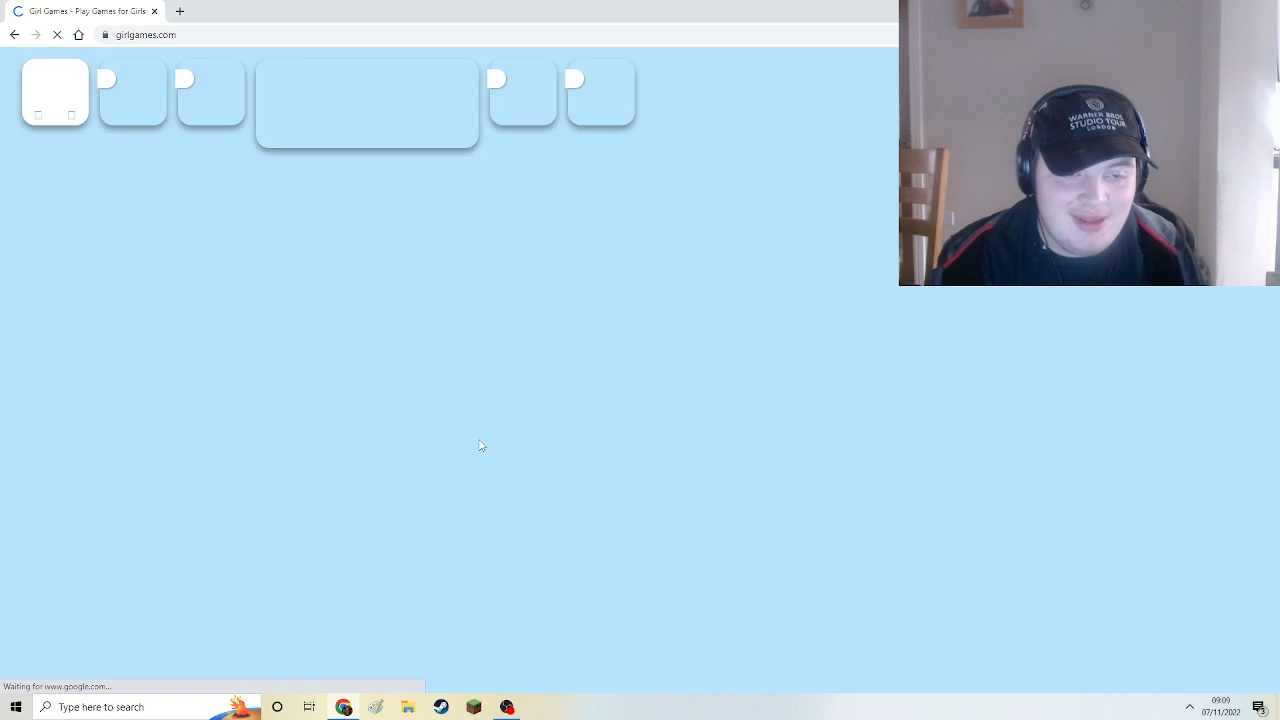 Girl Games - Play Games for Girls
girlgames.com
WARNER BROS.
STUDIO TOUR
LONDON
Waiting for www.google.com...
Type here to search
09:09
07/11/2022
3